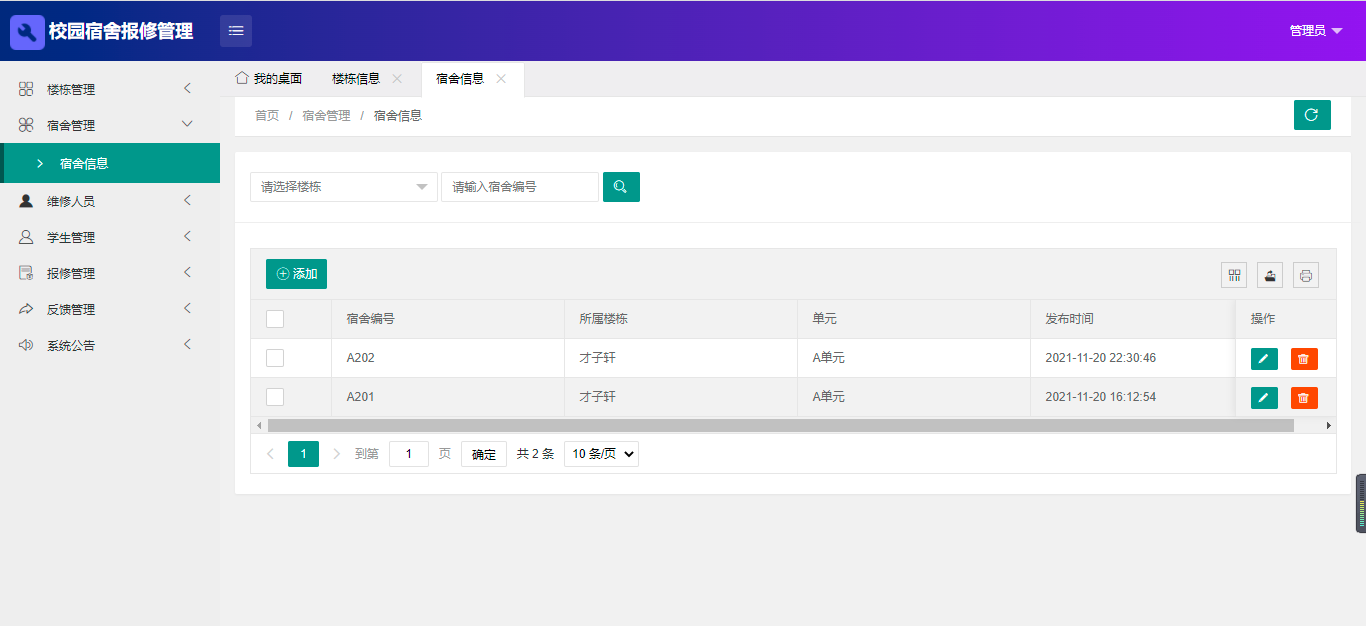 校园宿舍报修管理
管理员
楼栋管理
宿舍管理
宿舍信息
维修人员
学生管理
报修管理
反馈管理
系统公告
我的桌面 楼栋信息 宿舍信息
首页 / 宿舍管理 / 宿舍信息
请选择楼栋 请输入宿舍编号
添加
宿舍编号 所属楼栋 单元 发布时间 操作
A202 才子轩 A单元 2021-11-20 22:30:46
A201 才子轩 A单元 2021-11-20 16:12:54
1 到第 1 页 确定 共 2 条 10 条/页